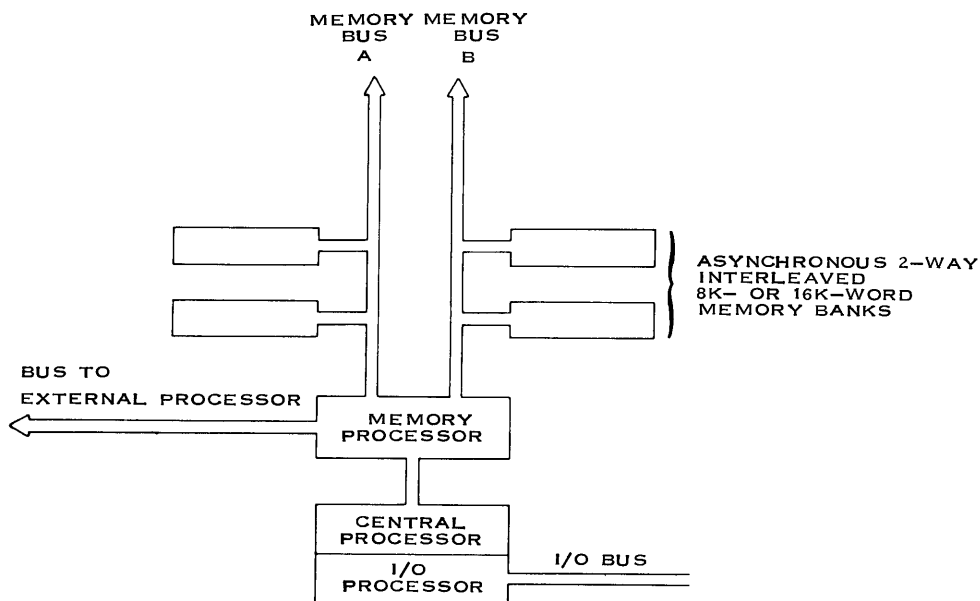 MEMORY BUS A
MEMORY BUS B
ASYNCHRONOUS 2-WAY
INTERLEAVED
8K- OR 16K-WORD
MEMORY BANKS
BUS TO
EXTERNAL PROCESSOR
MEMORY
PROCESSOR
CENTRAL
PROCESSOR
I/O BUS
I/O
PROCESSOR